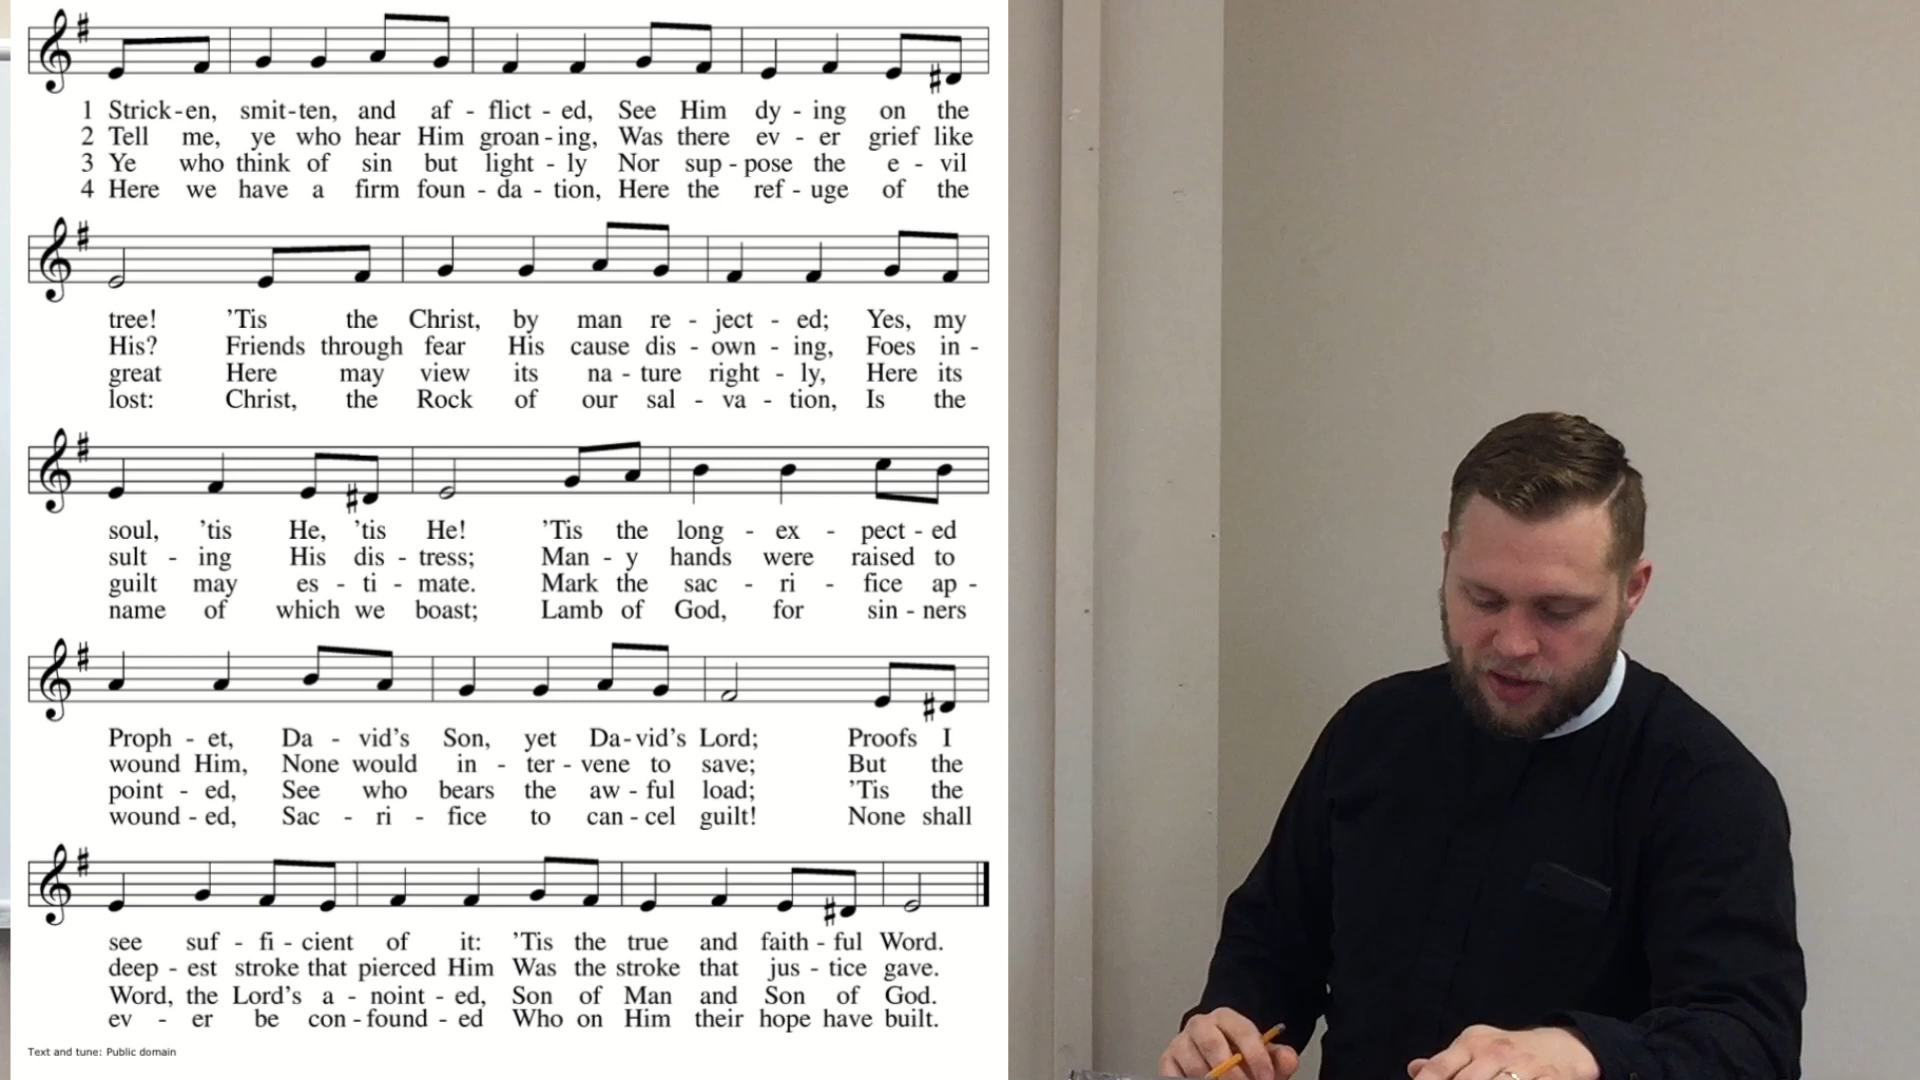 1 Strick-en, smit-ten, and af - flict - ed, See Him dy - ing on the
2 Tell me, ye who hear Him groan - ing, Was there ev - er grief like
3 Ye who think of sin but light - ly Nor sup - pose the e - vil
4 Here we have a firm foun - da - tion, Here the ref - uge of the
tree! ’Tis the Christ, by man re - ject - ed; Yes, my
His? Friends through fear His cause dis - own - ing, Foes in -
great Here may view its na - ture right - ly, Here its
lost: Christ, the Rock of our sal - va - tion, Is the
soul, ’tis He, ’tis He! ’Tis the long - ex - pect - ed
sult - ing His dis - tress; Man - y hands were raised to
guilt may es - ti - mate. Mark the sac - ri - fice ap -
name of which we boast; Lamb of God, for sin - ners
Proph - et, Da - vid’s Son, yet Da - vid’s Lord; Proofs I
wound Him, None would in - ter - vene to save; But the
point - ed, See who bears the aw - ful load; ’Tis the
wound - ed, Sac - ri - fice to can - cel guilt! None shall
see suf - fi - cient of it: ’Tis the true and faith - ful Word.
deep - est stroke that pierced Him Was the stroke that jus - tice gave.
Word, the Lord’s a - noint - ed, Son of Man and Son of God.
ev - er be con - found - ed Who on Him their hope have built.
Text and tune: Public domain